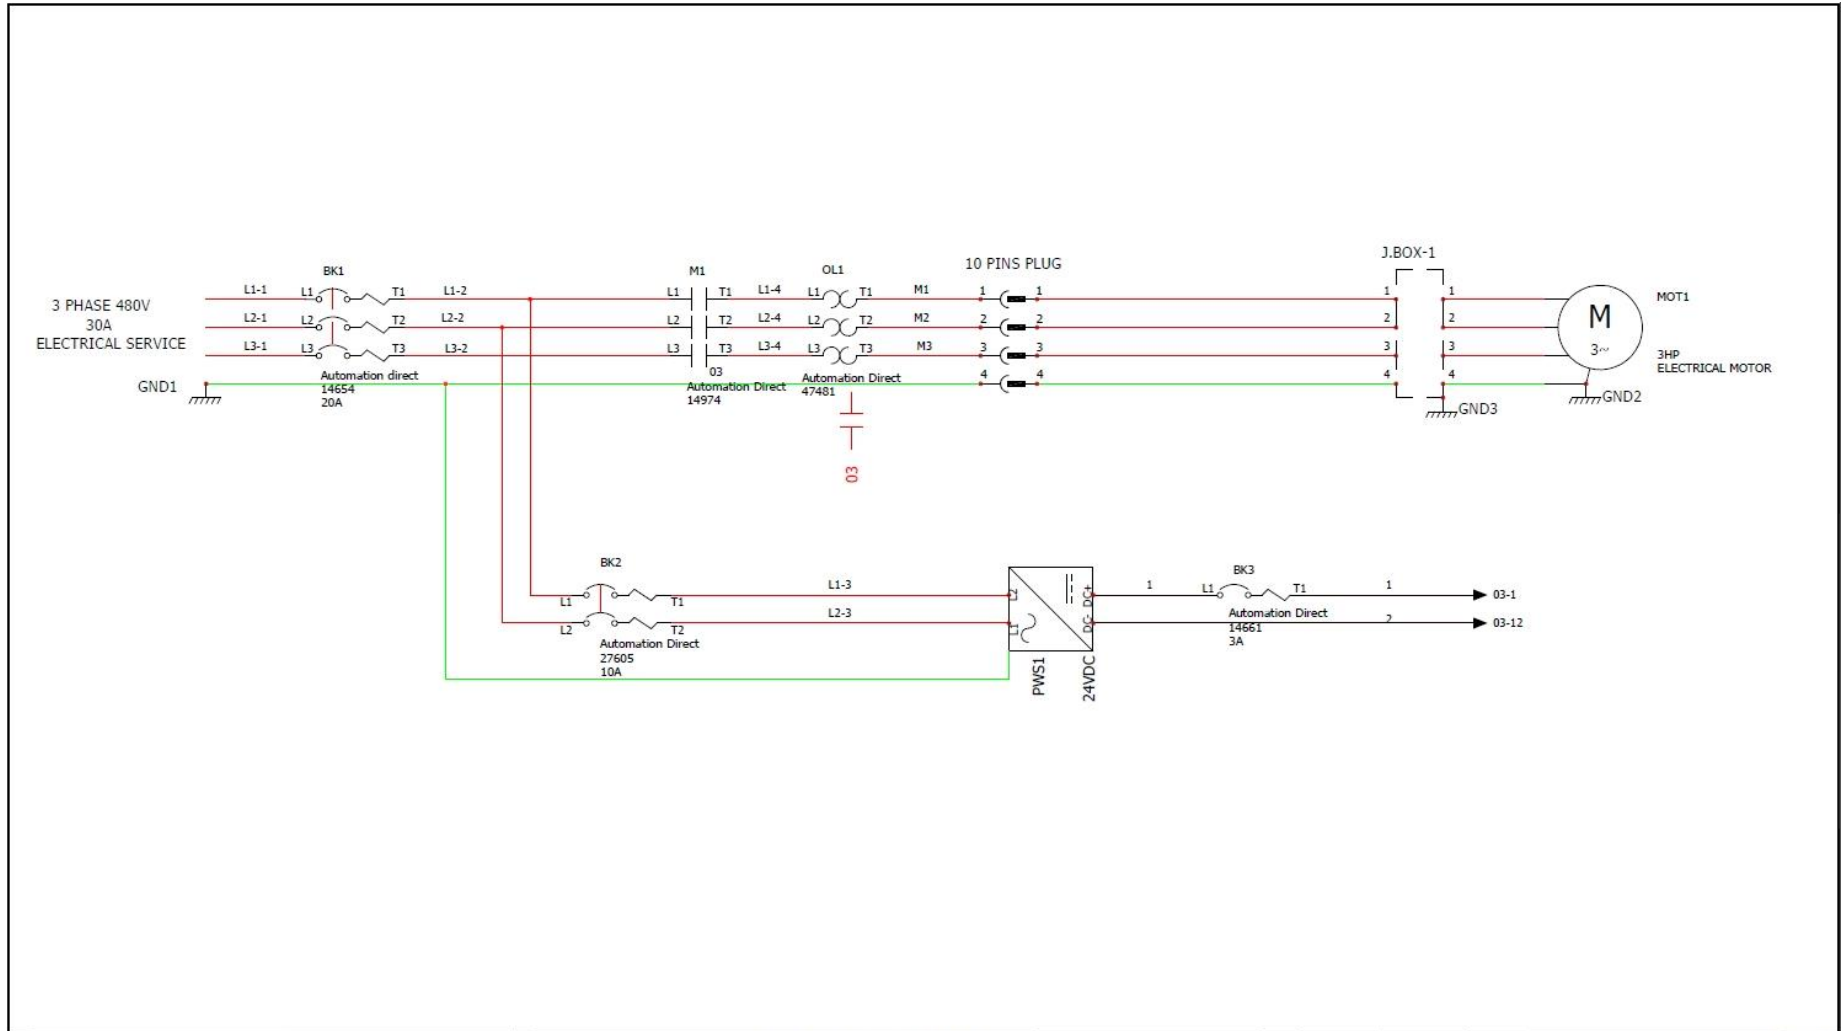 3 PHASE 480V
30A
ELECTRICAL SERVICE
GND1
L1-1
L2-1
L3-1
BK1
L1
L2
L3
T1
T2
T3
Automation direct
14654
20A
L1-2
L2-2
L3-2
M1
L1
L2
L3
T1
T2
T3
03
Automation Direct
14974
L1-4
L2-4
L3-4
OL1
L1
L2
L3
T1
T2
T3
Automation Direct
47481
03
M1
M2
M3
10 PINS PLUG
1
2
3
4
1
2
3
4
J.BOX-1
1
2
3
4
1
2
3
4
GND3
M
3~
MOT1
3HP
ELECTRICAL MOTOR
GND2
BK2
L1
L2
T1
T2
Automation Direct
27605
10A
L1-3
L2-3
L2
L1
DC+
DC-
PWS1
24VDC
1
BK3
L1
T1
Automation Direct
14661
3A
1
2
03-1
03-12